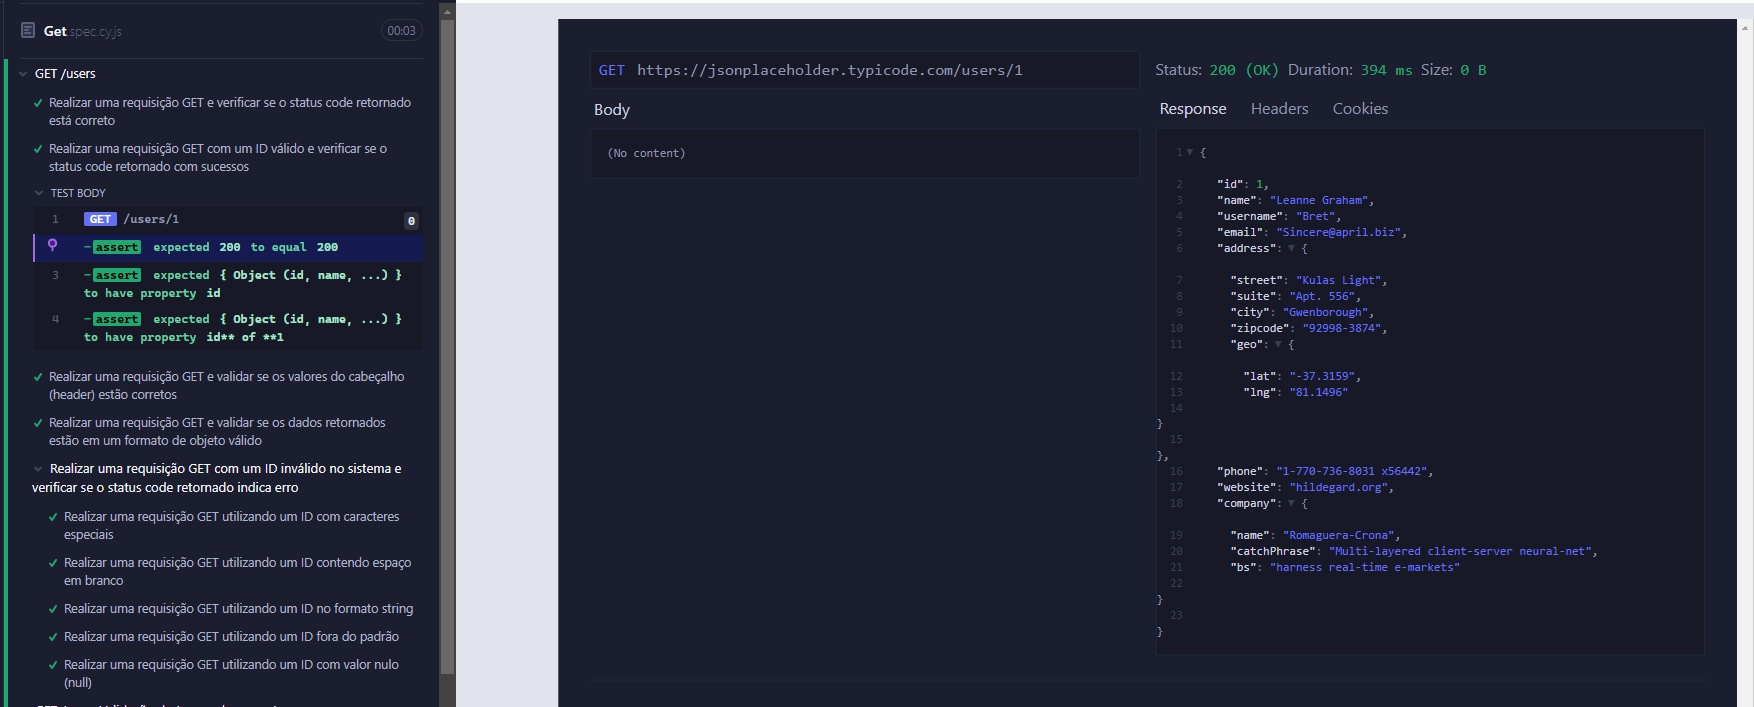 Get spec.cy.js 00:03
GET /users
Realizar uma requisição GET e verificar se o status code retornado
está correto
Realizar uma requisição GET com um ID válido e verificar se o
status code retornado com sucessos
TEST BODY
1 GET /users/1 0
-assert expected 200 to equal 200
3 -assert expected { Object (id, name, ...) }
to have property id
4 -assert expected { Object (id, name, ...) }
to have property id** of **1
Realizar uma requisição GET e validar se os valores do cabeçalho
(header) estão corretos
Realizar uma requisição GET e validar se os dados retornados
estão em um formato de objeto válido
Realizar uma requisição GET com um ID inválido no sistema e
verificar se o status code retornado indica erro
Realizar uma requisição GET utilizando um ID com caracteres
especiais
Realizar uma requisição GET utilizando um ID contendo espaço
em branco
Realizar uma requisição GET utilizando um ID no formato string
Realizar uma requisição GET utilizando um ID fora do padrão
Realizar uma requisição GET utilizando um ID com valor nulo
(null)
GET https://jsonplaceholder.typicode.com/users/1
Body
(No content)
Status: 200 (OK) Duration: 394 ms Size: 0 B
Response Headers Cookies
1 {
2 "id": 1,
3 "name": "Leanne Graham",
4 "username": "Bret",
5 "email": "Sincere@april.biz",
6 "address": {
7 "street": "Kulas Light",
8 "suite": "Apt. 556",
9 "city": "Gwenborough",
10 "zipcode": "92998-3874",
11 "geo": {
12 "lat": "-37.3159",
13 "lng": "81.1496"
14
}
15
},
16 "phone": "1-770-736-8031 x56442",
17 "website": "hildegard.org",
18 "company": {
19 "name": "Romaguera-Crona",
20 "catchPhrase": "Multi-layered client-server neural-net",
21 "bs": "harness real-time e-markets"
22
}
23
}